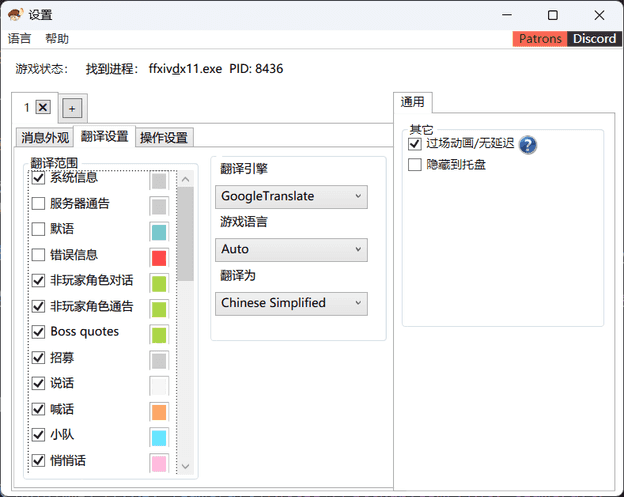 设置
语言 帮助 Patrons Discord
游戏状态： 找到进程： ffxivdx11.exe PID: 8436
1 +
通用
消息外观 翻译设置 操作设置
其它
过场动画/无延迟 ?
隐藏到托盘
翻译范围
系统信息
服务器通告
默语
错误信息
非玩家角色对话
非玩家角色通告
Boss quotes
招募
说话
喊话
小队
悄悄话
翻译引擎
GoogleTranslate
游戏语言
Auto
翻译为
Chinese Simplified